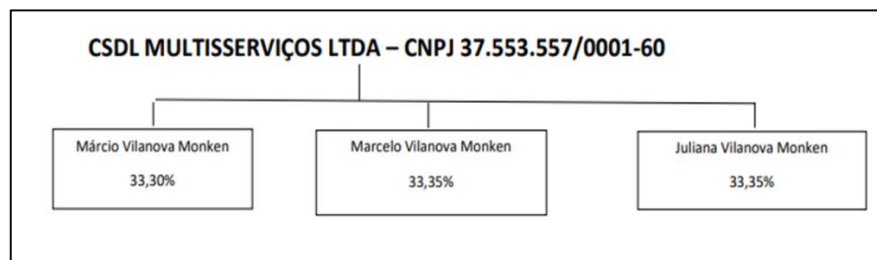 CSDL MULTISSERVIÇOS LTDA – CNPJ 37.553.557/0001-60
Márcio Vilanova Monken
33,30%
Marcelo Vilanova Monken
33,35%
Juliana Vilanova Monken
33,35%